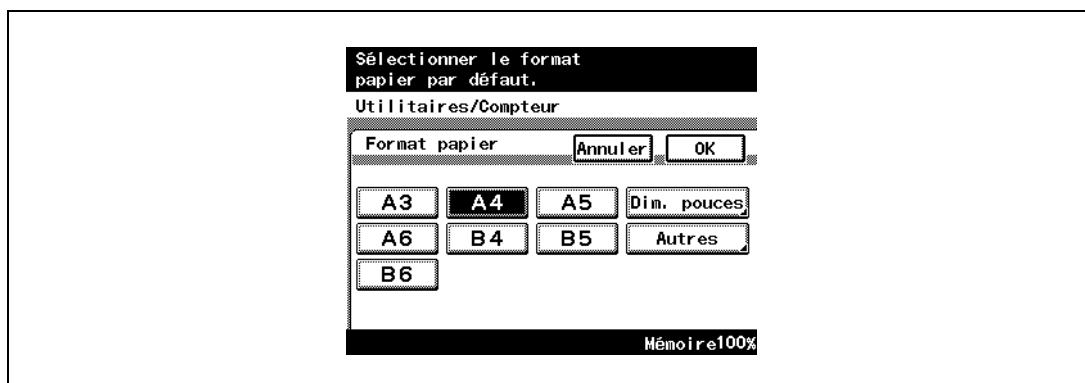 Sélectionner le format
papier par défaut.
Utilitaires/Compteur
Format papier Annuler OK
A3 A4 A5 Dim. pouces
A6 B4 B5 Autres
B6
Mémoire100%